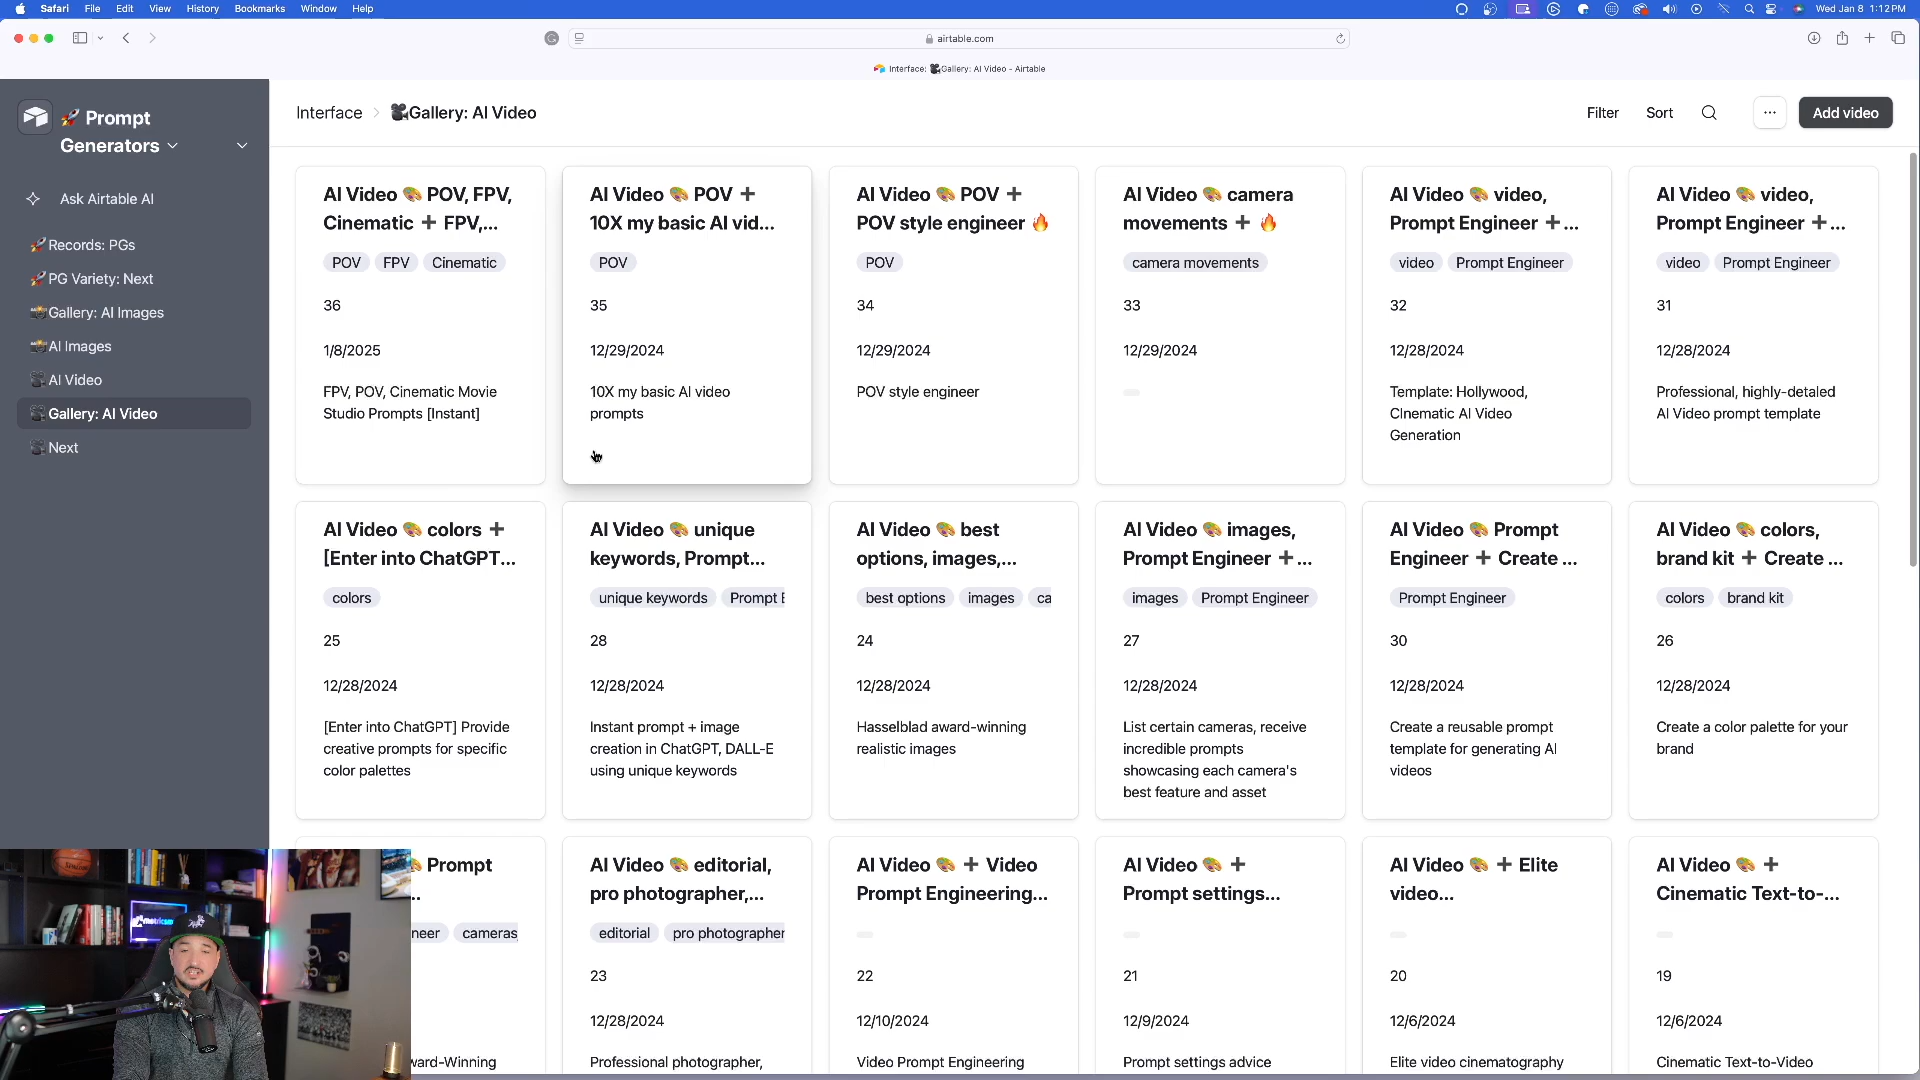 Safari File Edit View History Bookmarks Window Help
Wed Jan 8 1:12 PM
airtable.com
Interface: Gallery: AI Video - Airtable
Prompt
Generators
Ask Airtable AI
Records: PGs
PG Variety: Next
Gallery: AI Images
AI Images
AI Video
Gallery: AI Video
Next
Interface > Gallery: AI Video
Filter Sort ... Add video
AI Video 🎨 POV, FPV,
Cinematic ➕ FPV,...
POV FPV Cinematic
36
1/8/2025
FPV, POV, Cinematic Movie
Studio Prompts [Instant]
AI Video 🎨 POV ➕
10X my basic AI vid...
POV
35
12/29/2024
10X my basic AI video
prompts
AI Video 🎨 POV ➕
POV style engineer 🔥
POV
34
12/29/2024
POV style engineer
AI Video 🎨 camera
movements ➕ 🔥
camera movements
33
12/29/2024
AI Video 🎨 video,
Prompt Engineer ➕...
video Prompt Engineer
32
12/28/2024
Template: Hollywood,
CInematic AI Video
Generation
AI Video 🎨 video,
Prompt Engineer ➕...
video Prompt Engineer
31
12/28/2024
Professional, highly-detaled
AI Video prompt template
AI Video 🎨 colors ➕
[Enter into ChatGPT...
colors
25
12/28/2024
[Enter into ChatGPT] Provide
creative prompts for specific
color palettes
AI Video 🎨 unique
keywords, Prompt...
unique keywords Prompt E
28
12/28/2024
Instant prompt + image
creation in ChatGPT, DALL-E
using unique keywords
AI Video 🎨 best
options, images,...
best options images ca
24
12/28/2024
Hasselblad award-winning
realistic images
AI Video 🎨 images,
Prompt Engineer ➕...
images Prompt Engineer
27
12/28/2024
List certain cameras, receive
incredible prompts
showcasing each camera's
best feature and asset
AI Video 🎨 Prompt
Engineer ➕ Create ...
Prompt Engineer
30
12/28/2024
Create a reusable prompt
template for generating AI
videos
AI Video 🎨 colors,
brand kit ➕ Create ...
colors brand kit
26
12/28/2024
Create a color palette for your
brand
Prompt
..
neer cameras
ward-Winning
AI Video 🎨 editorial,
pro photographer,...
editorial pro photographer
23
12/28/2024
Professional photographer,
AI Video 🎨 ➕ Video
Prompt Engineering...
22
12/10/2024
Video Prompt Engineering
AI Video 🎨 ➕
Prompt settings...
21
12/9/2024
Prompt settings advice
AI Video 🎨 ➕ Elite
video...
20
12/6/2024
Elite video cinematography
AI Video 🎨 ➕
Cinematic Text-to-...
19
12/6/2024
Cinematic Text-to-Video